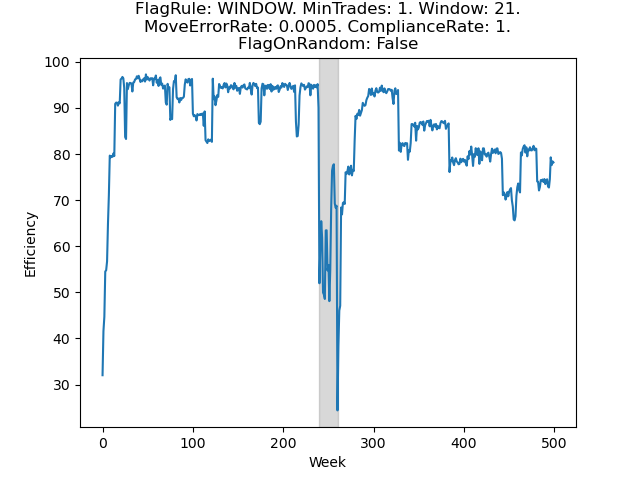 FlagRule: WINDOW. MinTrades: 1. Window: 21.
MoveErrorRate: 0.0005. ComplianceRate: 1.
FlagOnRandom: False
100
90
80
70
60
50
40
30
Efficiency
0 100 200 300 400 500
Week